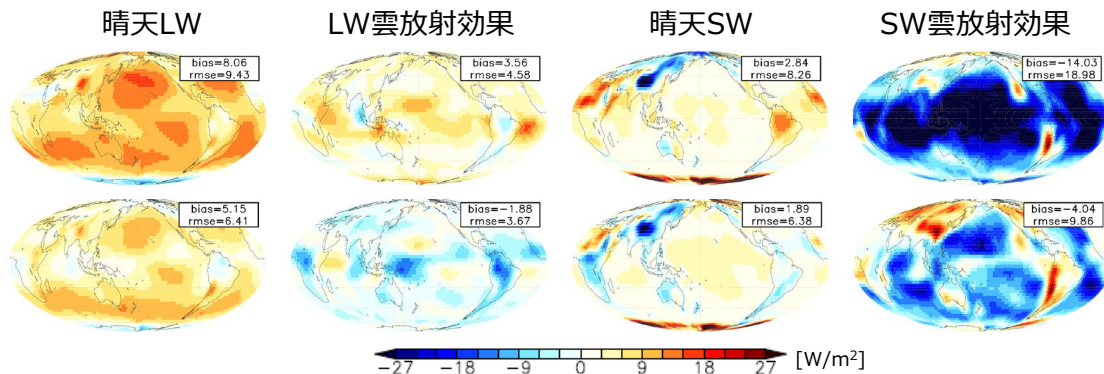 晴天LW LW雲放射効果 晴天SW SW雲放射効果
bias=8.06
rmse=9.43
bias=3.56
rmse=4.58
bias=2.84
rmse=8.26
bias=-14.03
rmse=18.98
bias=5.15
rmse=6.41
bias=-1.88
rmse=3.67
bias=1.89
rmse=6.38
bias=-4.04
rmse=9.86
-27 -18 -9 0 9 18 27 [W/m²]